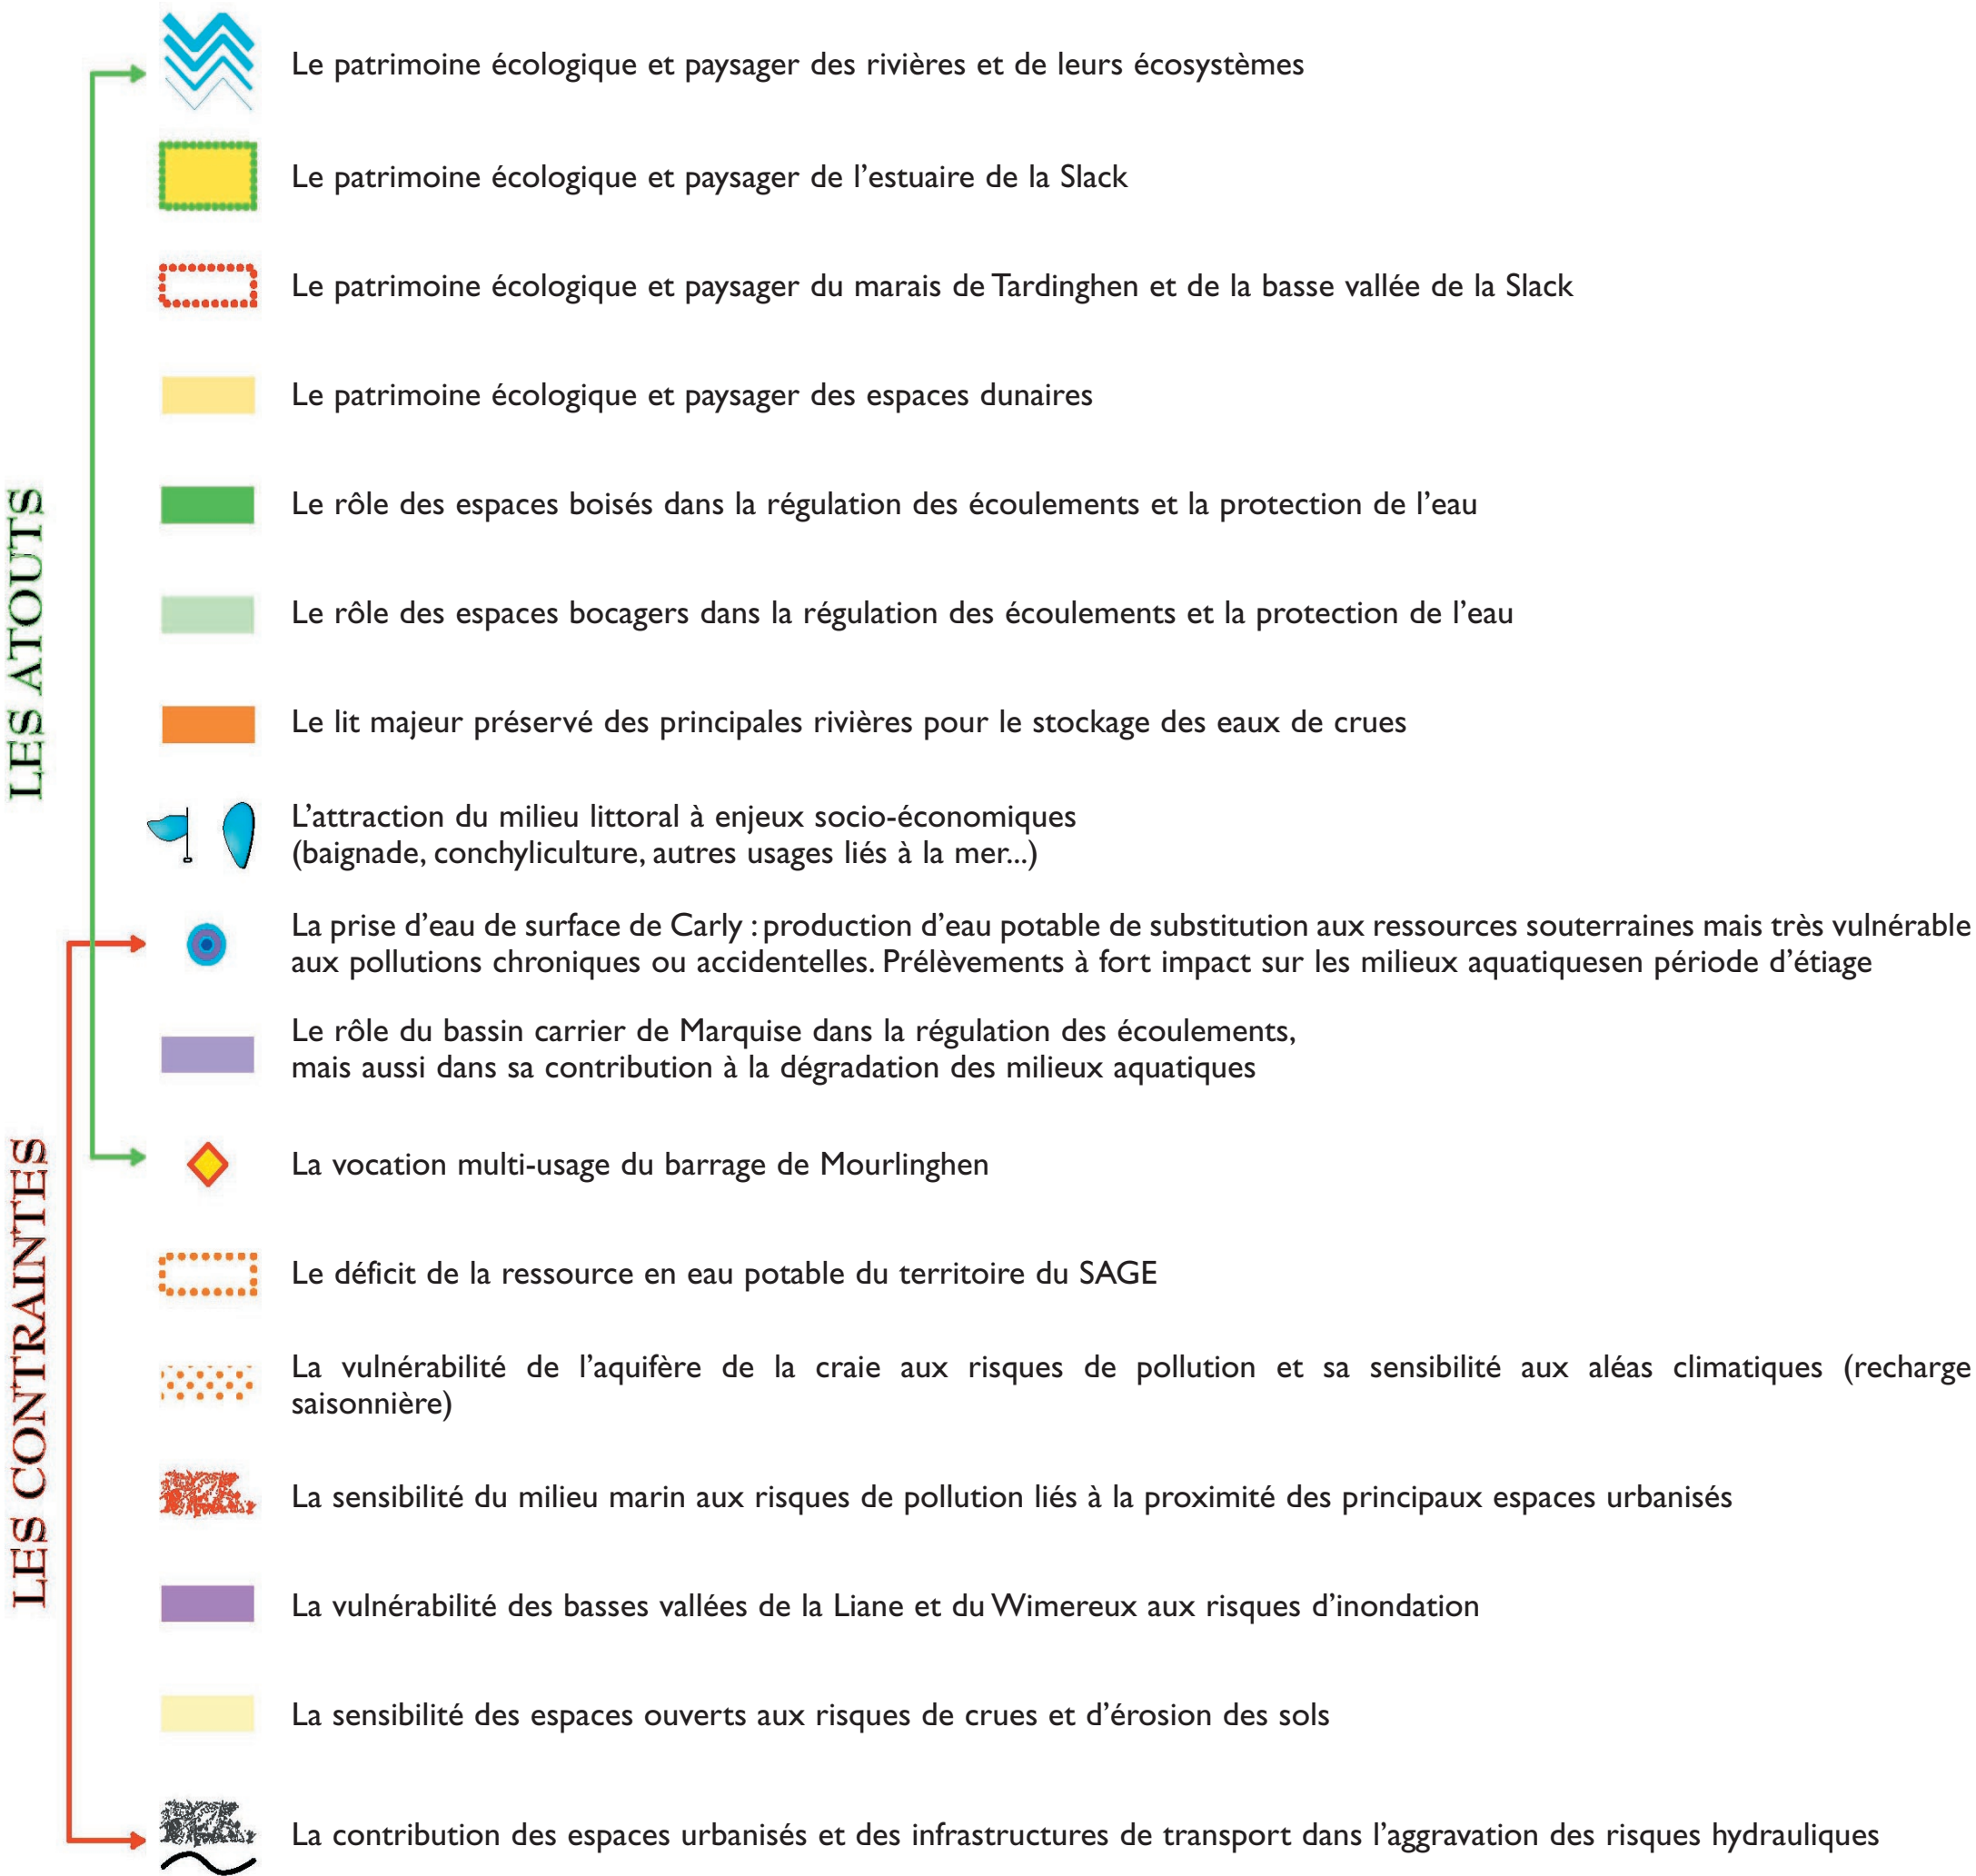 LES ATOUTS
Le patrimoine écologique et paysager des rivières et de leurs écosystèmes
Le patrimoine écologique et paysager de l'estuaire de la Slack
Le patrimoine écologique et paysager du marais de Tardinghen et de la basse vallée de la Slack
Le patrimoine écologique et paysager des espaces dunaires
Le rôle des espaces boisés dans la régulation des écoulements et la protection de l'eau
Le rôle des espaces bocagers dans la régulation des écoulements et la protection de l'eau
Le lit majeur préservé des principales rivières pour le stockage des eaux de crues
L'attraction du milieu littoral à enjeux socio-économiques
(baignade, conchyliculture, autres usages liés à la mer...)
LES CONTRAINTES
La prise d'eau de surface de Carly : production d'eau potable de substitution aux ressources souterraines mais très vulnérable
aux pollutions chroniques ou accidentelles. Prélèvements à fort impact sur les milieux aquatiquesen période d'étiage
Le rôle du bassin carrier de Marquise dans la régulation des écoulements,
mais aussi dans sa contribution à la dégradation des milieux aquatiques
La vocation multi-usage du barrage de Mourlinghen
Le déficit de la ressource en eau potable du territoire du SAGE
La vulnérabilité de l'aquifère de la craie aux risques de pollution et sa sensibilité aux aléas climatiques (recharge
saisonnière)
La sensibilité du milieu marin aux risques de pollution liés à la proximité des principaux espaces urbanisés
La vulnérabilité des basses vallées de la Liane et du Wimereux aux risques d'inondation
La sensibilité des espaces ouverts aux risques de crues et d'érosion des sols
La contribution des espaces urbanisés et des infrastructures de transport dans l'aggravation des risques hydrauliques